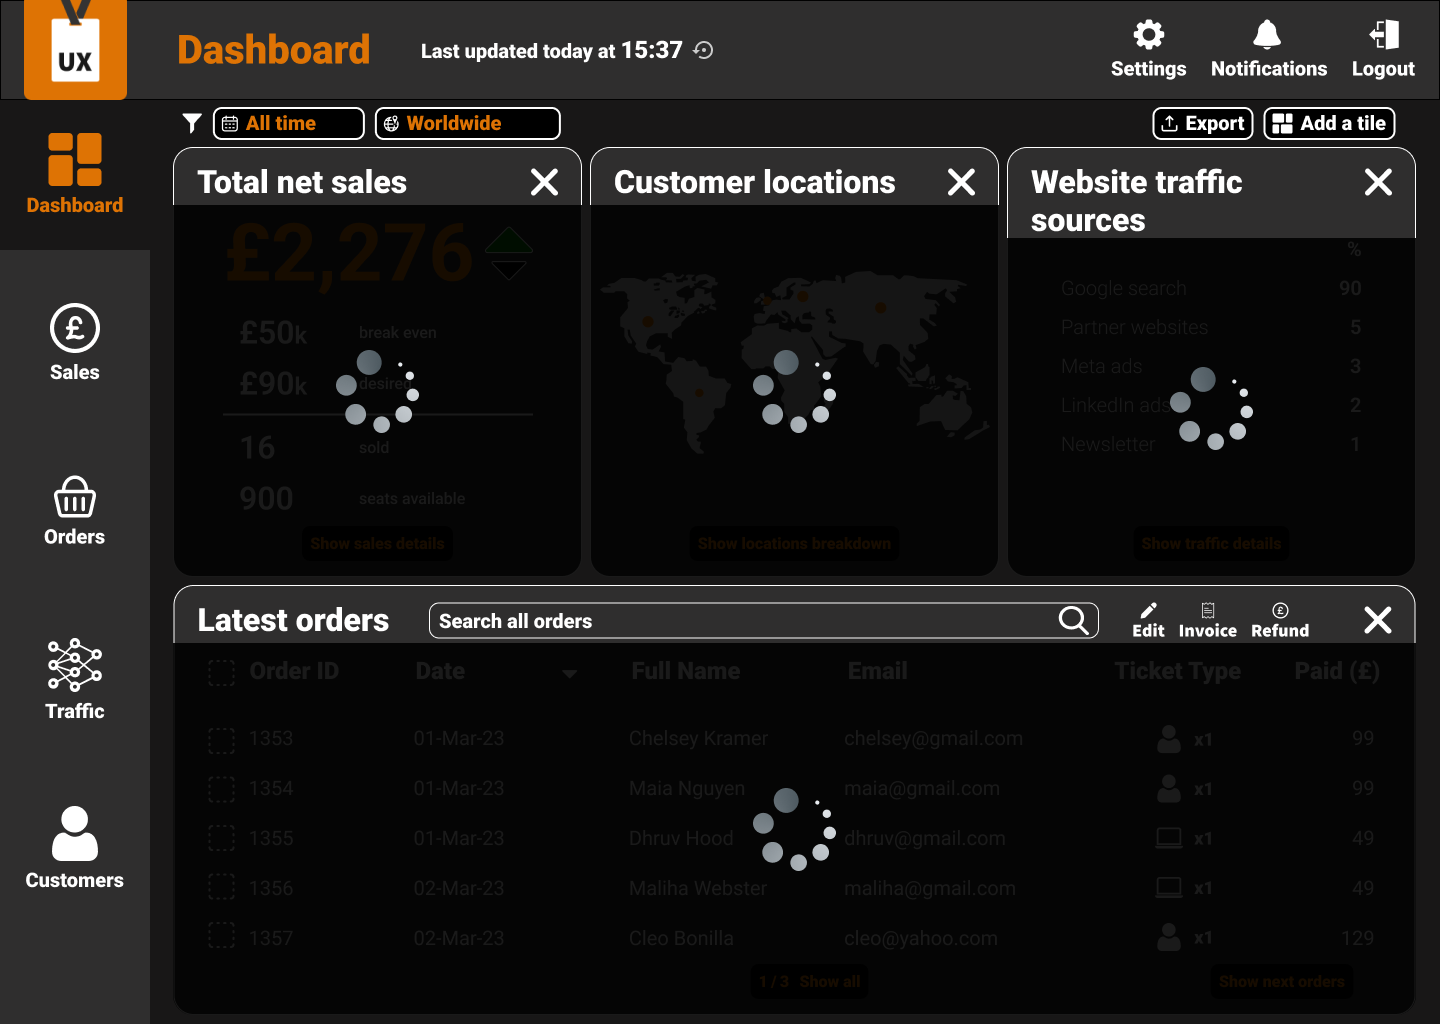 UX
Dashboard
Last updated today at 15:37
Settings
Notifications
Logout
All time
Worldwide
Export
Add a tile
Dashboard
Sales
Orders
Traffic
Customers
Total net sales
£2,276
£50k break even
£90k desired
16 sold
900 seats available
Show sales details
Customer locations
Show locations breakdown
Website traffic
sources
%
Google search 90
Partner websites 5
Meta ads 3
LinkedIn ads 2
Newsletter 1
Show traffic details
Latest orders
Search all orders
Edit
Invoice
Refund
Order ID Date Full Name Email Ticket Type Paid (£)
1353 01-Mar-23 Chelsey Kramer chelsey@gmail.com x1 99
1354 01-Mar-23 Maia Nguyen maia@gmail.com x1 99
1355 01-Mar-23 Dhruv Hood dhruv@gmail.com x1 49
1356 02-Mar-23 Maliha Webster maliha@gmail.com x1 49
1357 02-Mar-23 Cleo Bonilla cleo@yahoo.com x1 129
1 / 3 Show all
Show next orders